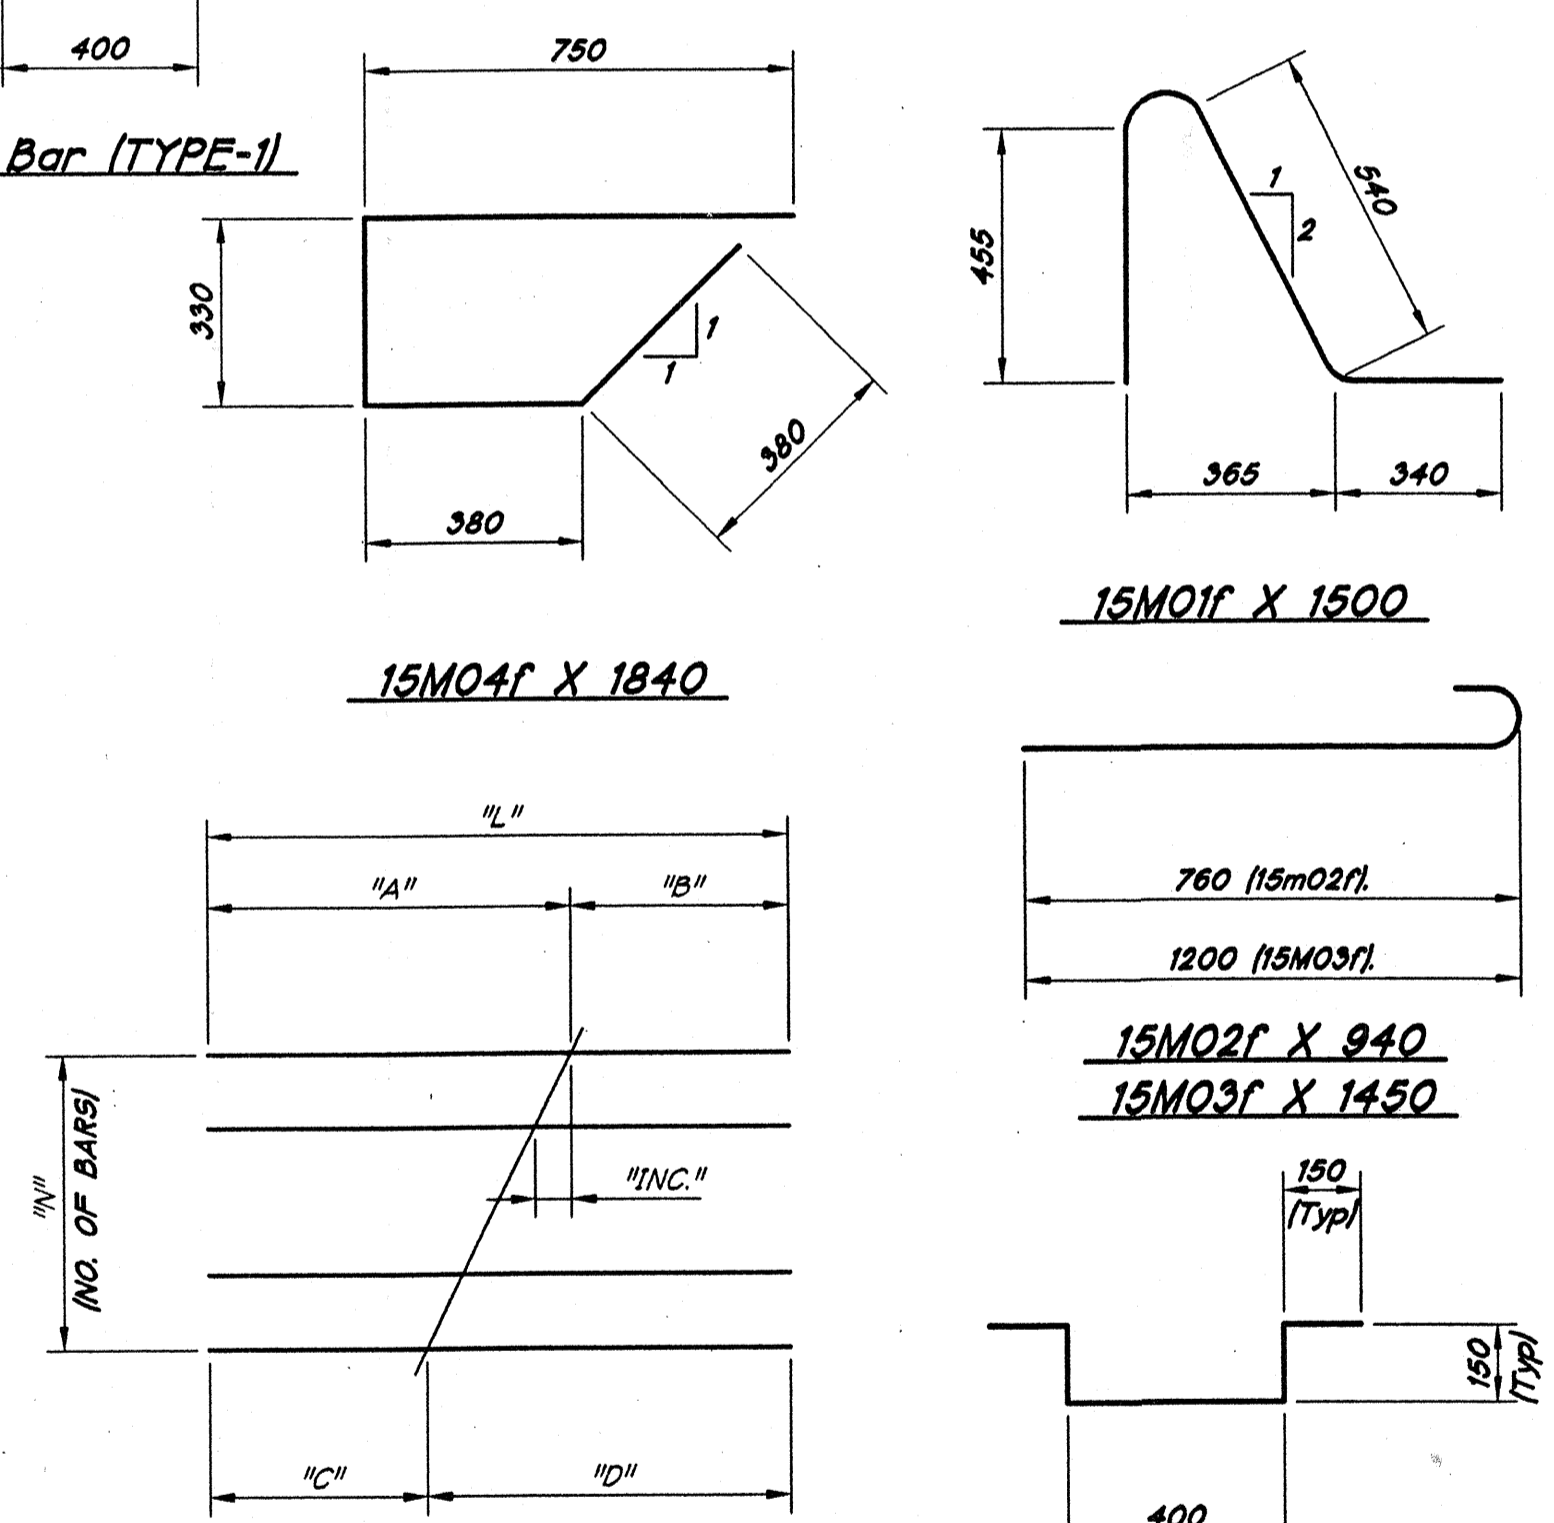 400
Bar (TYPE-1)
750
330
1
1
380
380
15M04f X 1840
455
540
1
2
365
340
15M01f X 1500
760 (15m02f).
1200 (15M03f).
15M02f X 940
15M03f X 1450
"L"
"A"
"B"
"N"
(NO. OF BARS)
"INC."
"C"
"D"
150
(Typ)
150
(Typ)
400